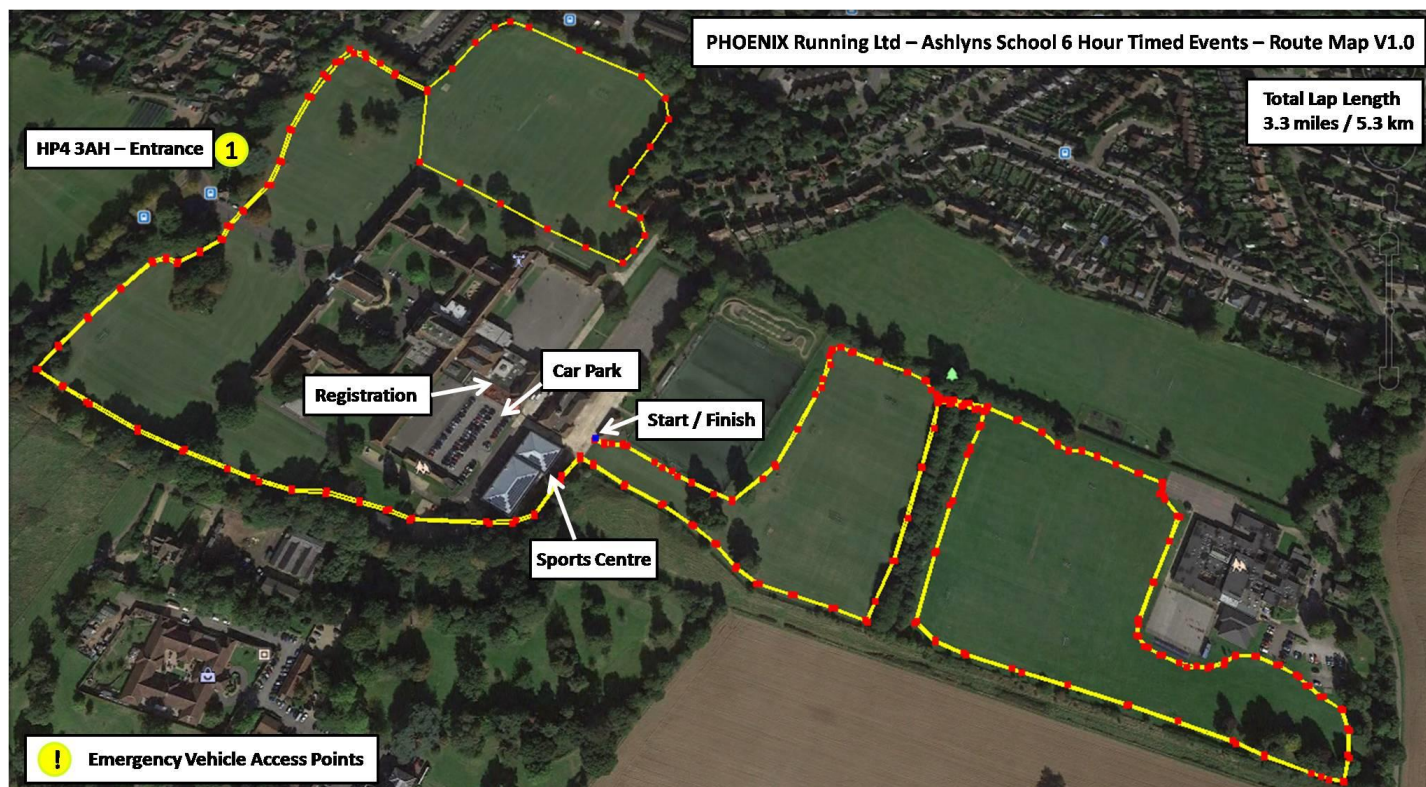 PHOENIX Running Ltd – Ashlyns School 6 Hour Timed Events – Route Map V1.0
Total Lap Length
3.3 miles / 5.3 km
HP4 3AH – Entrance 1
Car Park
Registration
Start / Finish
Sports Centre
! Emergency Vehicle Access Points